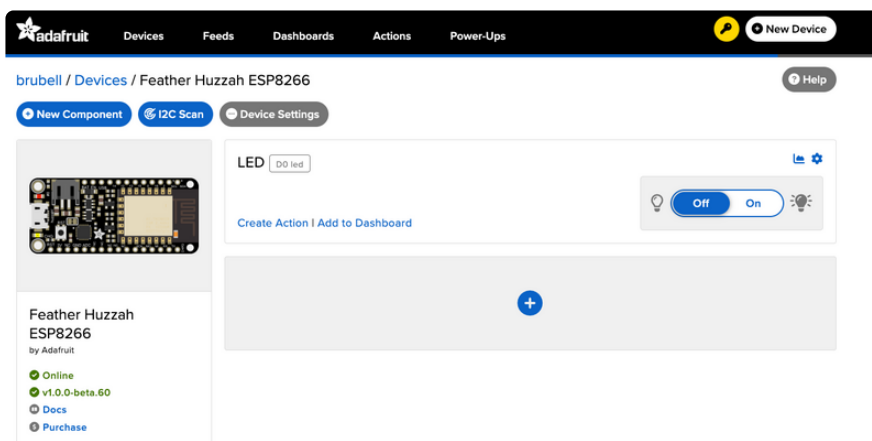 adafruit Devices Feeds Dashboards Actions Power-Ups New Device
brubell / Devices / Feather Huzzah ESP8266 Help
New Component I2C Scan Device Settings
LED D0 led
Off On
Create Action | Add to Dashboard
Feather Huzzah
ESP8266
by Adafruit
Online
v1.0.0-beta.60
Docs
Purchase